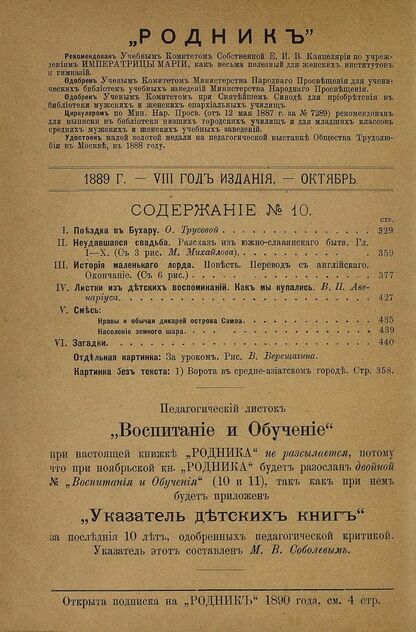 „РОДНИКЪ"
Рекомендованъ Учебнымъ Комитетомъ Собственной Е. И. В. Канцеляріи по учреж-
деніямъ ИМПЕРАТРИЦЫ МАРІИ, какъ весьма полезный для женскихъ институтовъ
и гимназій.
Одобренъ Ученымъ Комитетомъ Министерства Народнаго Просвѣщенія для учени-
ческихъ библіотекъ учебныхъ заведеній Министерства Народнаго Просвѣщенія.
Одобренъ Ученымъ Комитетомъ при Святѣйшемъ Синодѣ для пріобрѣтенія въ
библіотеки мужскихъ и женскихъ епархіальныхъ училищъ.
Циркуляромъ по Мин. Нар. Просв. (отъ 12 мая 1887 г. за № 7289) рекомендованъ
для выписки въ библіотеки низшихъ городскихъ училищъ и для младшихъ классовъ
среднихъ мужскихъ и женскихъ учебныхъ заведеній.
Удостоенъ малой золотой медали на педагогической выставкѣ Общества Трудолю-
бія въ Москвѣ, въ 1888 году.
1889 Г. — VIII ГОДЪ ИЗДАНІЯ. — ОКТЯБРЬ.
СОДЕРЖАНІЕ № 10.
СТР.
I. Поѣздка въ Бухару. О. Трусовой 329
II. Неудавшаяся свадьба. Разсказъ изъ южно-славянскаго быта. Гл.
I—X. (Съ 3 рис. М. Михайлова). 359
III. Исторія маленькаго лорда. Повѣсть. Переводъ съ англійскаго.
Окончаніе. (Съ 6 рис.) 377
IV. Листки изъ дѣтскихъ воспоминаній. Какъ мы купались. В. П. Аве-
наріуса 427
V. Смѣсь:
Нравы и обычаи дикарей острова Самоа. 435
Населеніе земного шара. 439
VI. Загадки. 440
Отдѣльная картинка: За урокомъ. Рис. В. Верещагина.
Картинка безъ текста: 1) Ворота въ средне-азіатскомъ городѣ. Стр. 358.
Педагогическій листокъ
„Воспитаніе и Обученіе"
при настоящей книжкѣ „РОДНИКА" не разсылается, потому
что при ноябрьской кн. „РОДНИКА" будетъ разосланъ двойной
№ „Воспитанія и Обученія" (10 и 11), такъ какъ при немъ
будетъ приложенъ
„Указатель дѣтскихъ книгъ"
за послѣднія 10 лѣтъ, одобренныхъ педагогической критикой.
Указатель этотъ составленъ М. В. Соболевымъ.
Открыта подписка на „РОДНИКЪ" 1890 года, см. 4 стр.